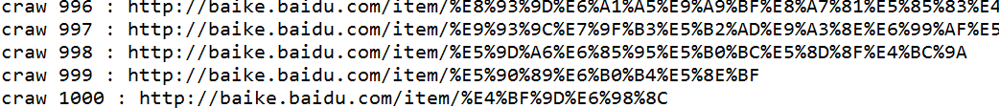 craw 996 : http://baike.baidu.com/item/%E8%93%9D%E6%A1%A5%E9%A9%BF%E8%A7%81%E5%85%83%E4
craw 997 : http://baike.baidu.com/item/%E9%93%9C%E7%9F%B3%E5%B2%AD%E9%A3%8E%E6%99%AF%E5
craw 998 : http://baike.baidu.com/item/%E5%9D%A6%E6%85%95%E5%B0%BC%E5%8D%8F%E4%BC%9A
craw 999 : http://baike.baidu.com/item/%E5%90%89%E6%B0%B4%E5%8E%BF
craw 1000 : http://baike.baidu.com/item/%E4%BF%9D%E6%98%8C